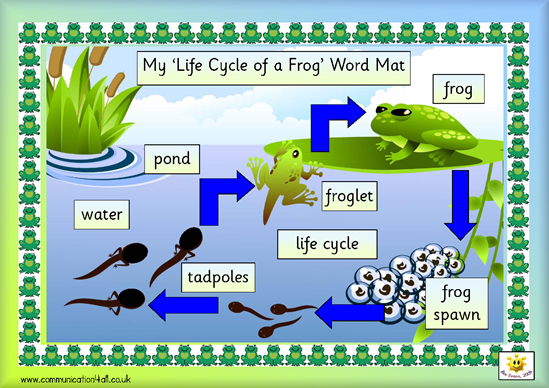 My ‘Life Cycle of a Frog’ Word Mat
frog
pond
froglet
water
life cycle
tadpoles
frog
spawn
www.communication4all.co.uk